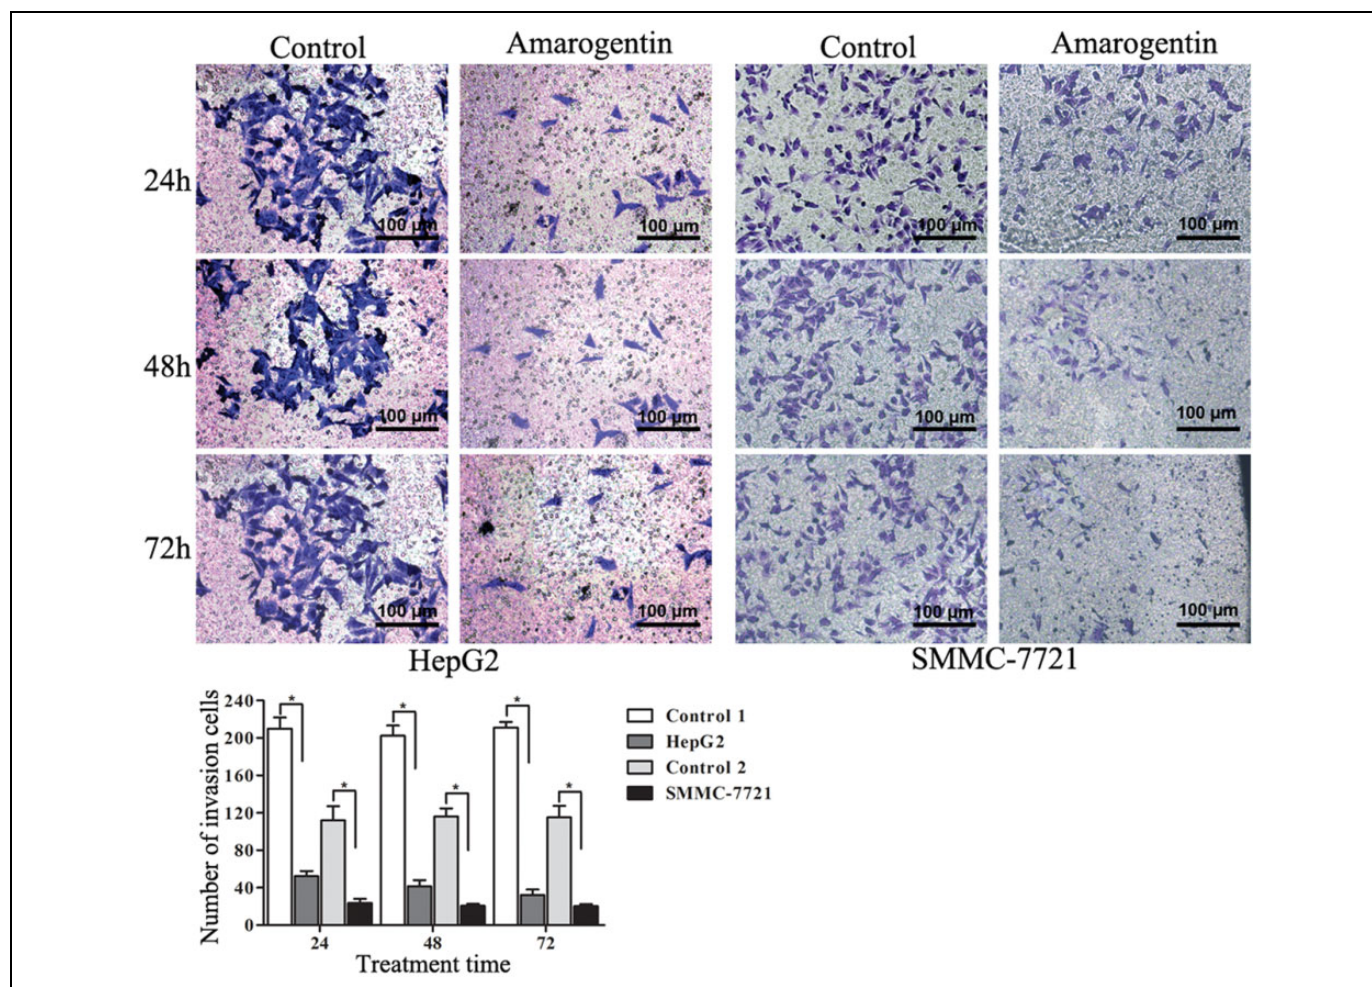 Control Amarogentin Control Amarogentin
24h
100 μm 100 μm 100 μm 100 μm
48h
100 μm 100 μm 100 μm 100 μm
72h
100 μm 100 μm 100 μm 100 μm
HepG2 SMMC-7721
Number of invasion cells
240
200
160
120
80
40
0
* * * * * *
24 48 72
Treatment time
Control 1
HepG2
Control 2
SMMC-7721